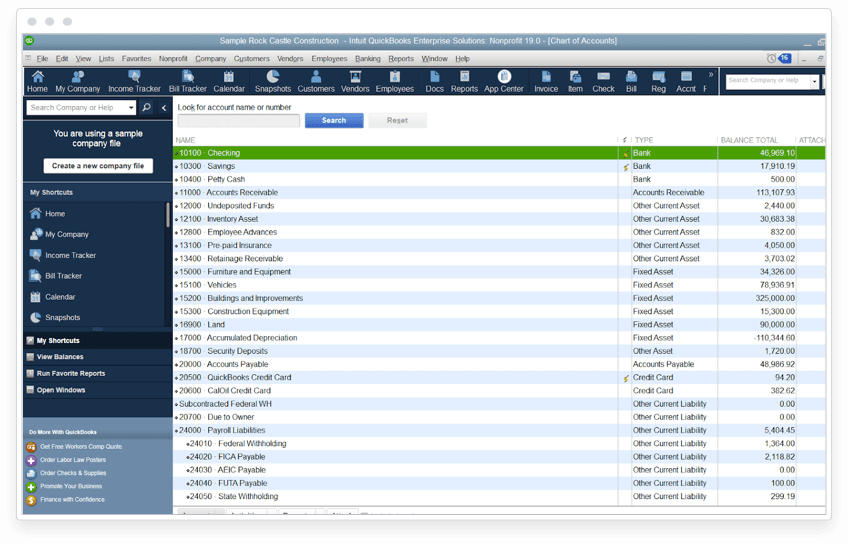 Sample Rock Castle Construction - Intuit QuickBooks Enterprise Solutions: Nonprofit 19.0 - [Chart of Accounts]
File Edit View Lists Favorites Nonprofit Company Customers Vendors Employees Banking Reports Window Help 16
Home My Company Income Tracker Bill Tracker Calendar Snapshots Customers Vendors Employees Docs Reports App Center Invoice Item Check Bill Reg Accnt » Search Company or Help
Search Company or Help
You are using a sample
company file
Create a new company file
My Shortcuts
Home
My Company
Income Tracker
Bill Tracker
Calendar
Snapshots
My Shortcuts
View Balances
Run Favorite Reports
Open Windows
Do More With QuickBooks
Get Free Workers Comp Quote
Order Labor Law Posters
Order Checks & Supplies
Promote Your Business
Finance with Confidence
Look for account name or number
Search Reset
NAME TYPE BALANCE TOTAL ATTACH
10100 · Checking Bank 46,969.10
10300 · Savings Bank 17,910.19
10400 · Petty Cash Bank 500.00
11000 · Accounts Receivable Accounts Receivable 113,107.93
12000 · Undeposited Funds Other Current Asset 2,440.00
12100 · Inventory Asset Other Current Asset 30,683.38
12800 · Employee Advances Other Current Asset 832.00
13100 · Pre-paid Insurance Other Current Asset 4,050.00
13400 · Retainage Receivable Other Current Asset 3,703.02
15000 · Furniture and Equipment Fixed Asset 34,326.00
15100 · Vehicles Fixed Asset 78,936.91
15200 · Buildings and Improvements Fixed Asset 325,000.00
15300 · Construction Equipment Fixed Asset 15,300.00
16900 · Land Fixed Asset 90,000.00
17000 · Accumulated Depreciation Fixed Asset -110,344.60
18700 · Security Deposits Other Asset 1,720.00
20000 · Accounts Payable Accounts Payable 48,986.92
20500 · QuickBooks Credit Card Credit Card 94.20
20600 · CalOil Credit Card Credit Card 382.62
Subcontracted Federal WH Other Current Liability 0.00
20700 · Due to Owner Other Current Liability 0.00
24000 · Payroll Liabilities Other Current Liability 5,404.45
24010 · Federal Withholding Other Current Liability 1,364.00
24020 · FICA Payable Other Current Liability 2,118.82
24030 · AEIC Payable Other Current Liability 0.00
24040 · FUTA Payable Other Current Liability 100.00
24050 · State Withholding Other Current Liability 299.19